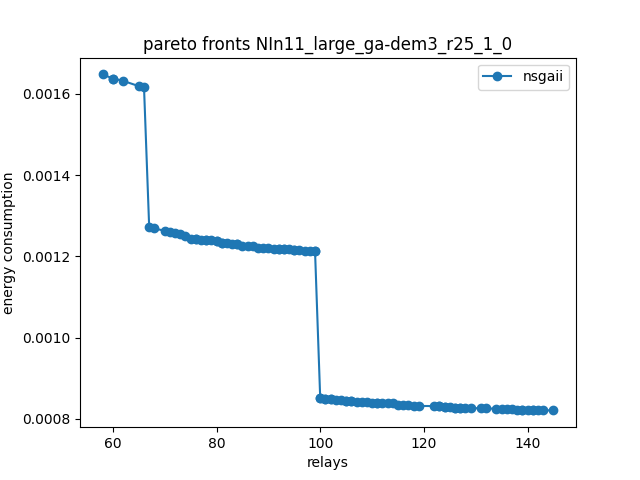 pareto fronts NIn11_large_ga-dem3_r25_1_0
nsgaii
0.0016
0.0014
0.0012
0.0010
0.0008
energy consumption
60
80
100
120
140
relays